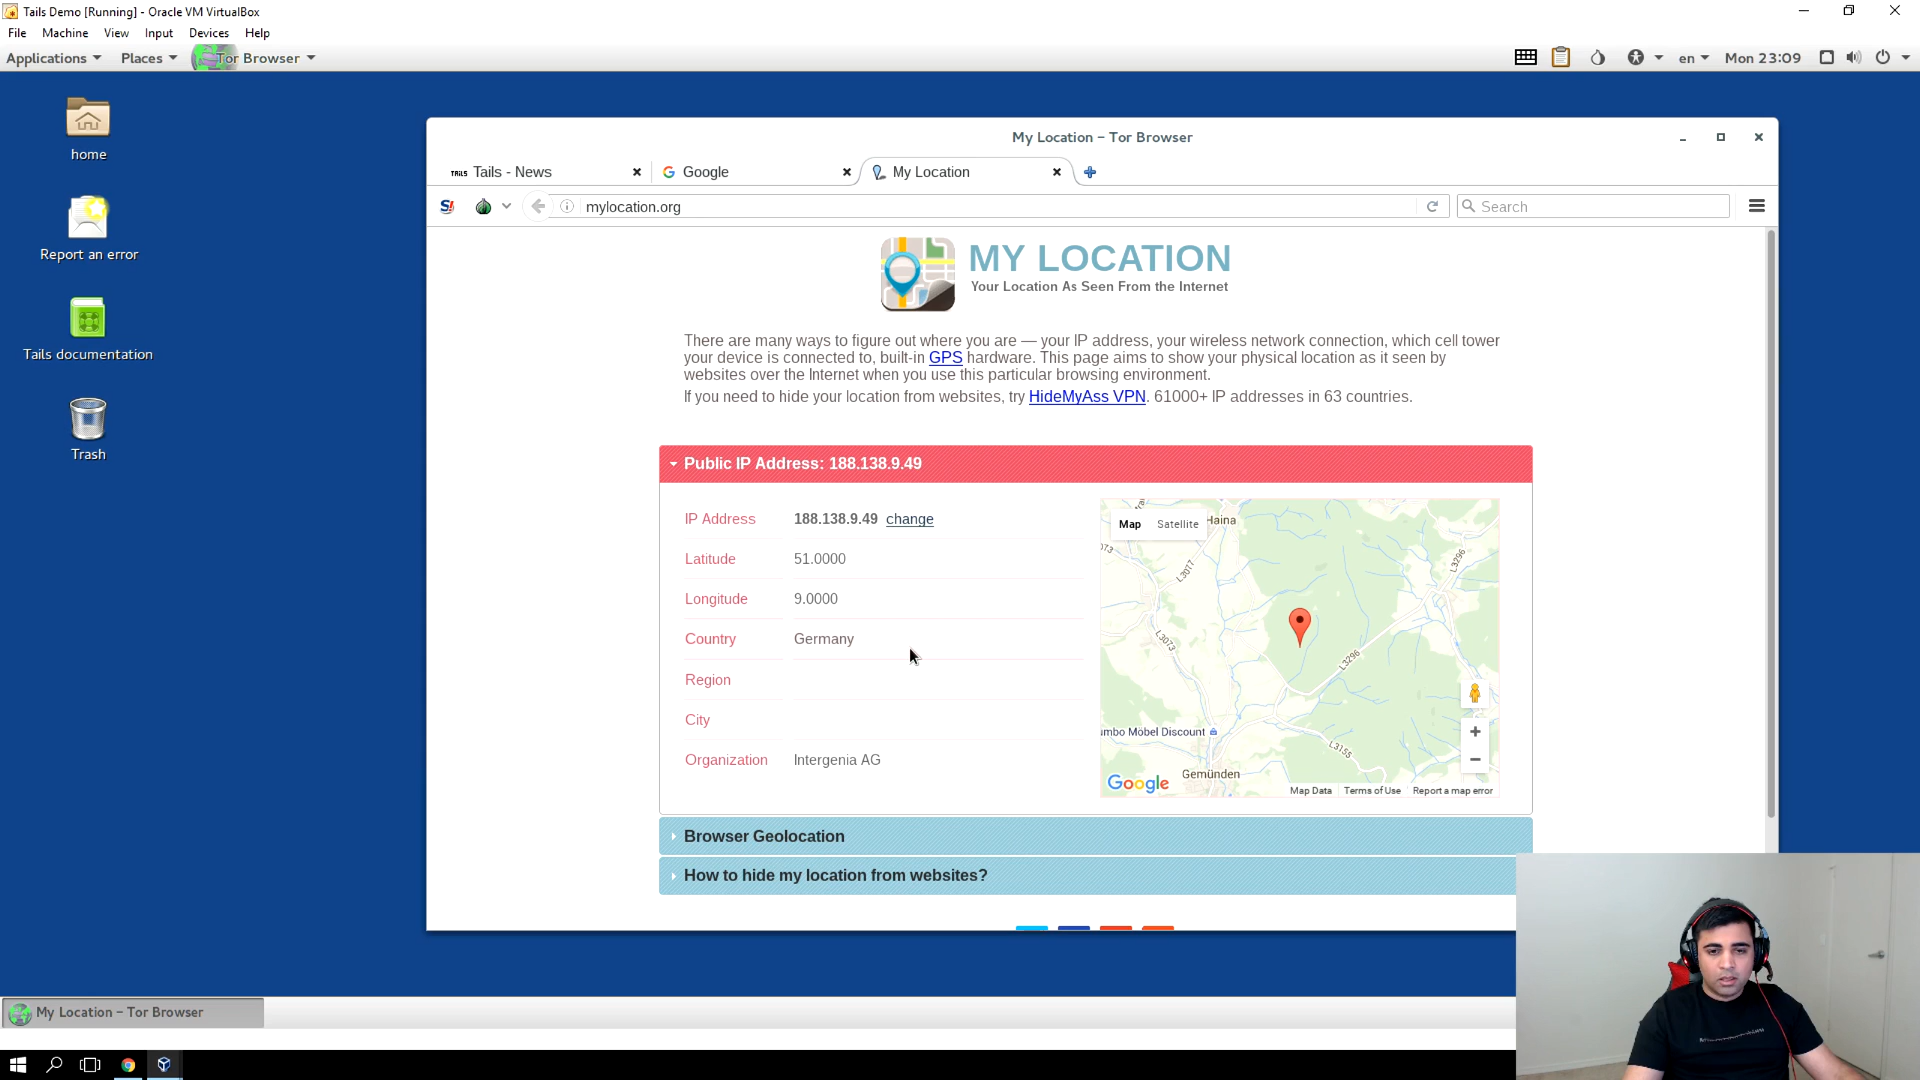 Tails Demo [Running] - Oracle VM VirtualBox
File Machine View Input Devices Help
Applications Places Tor Browser en Mon 23:09
home
Report an error
Tails documentation
Trash
My Location – Tor Browser
TAILS Tails - News Google My Location
S! mylocation.org Search
MY LOCATION
Your Location As Seen From the Internet
There are many ways to figure out where you are — your IP address, your wireless network connection, which cell tower
your device is connected to, built-in GPS hardware. This page aims to show your physical location as it seen by
websites over the Internet when you use this particular browsing environment.
If you need to hide your location from websites, try HideMyAss VPN. 61000+ IP addresses in 63 countries.
Public IP Address: 188.138.9.49
IP Address 188.138.9.49 change
Latitude 51.0000
Longitude 9.0000
Country Germany
Region
City
Organization Intergenia AG
Map Satellite Haina
L3077
L3296
L3073
L3296
umbo Möbel Discount
L3155
Gemünden
Google
Map Data Terms of Use Report a map error
Browser Geolocation
How to hide my location from websites?
My Location – Tor Browser